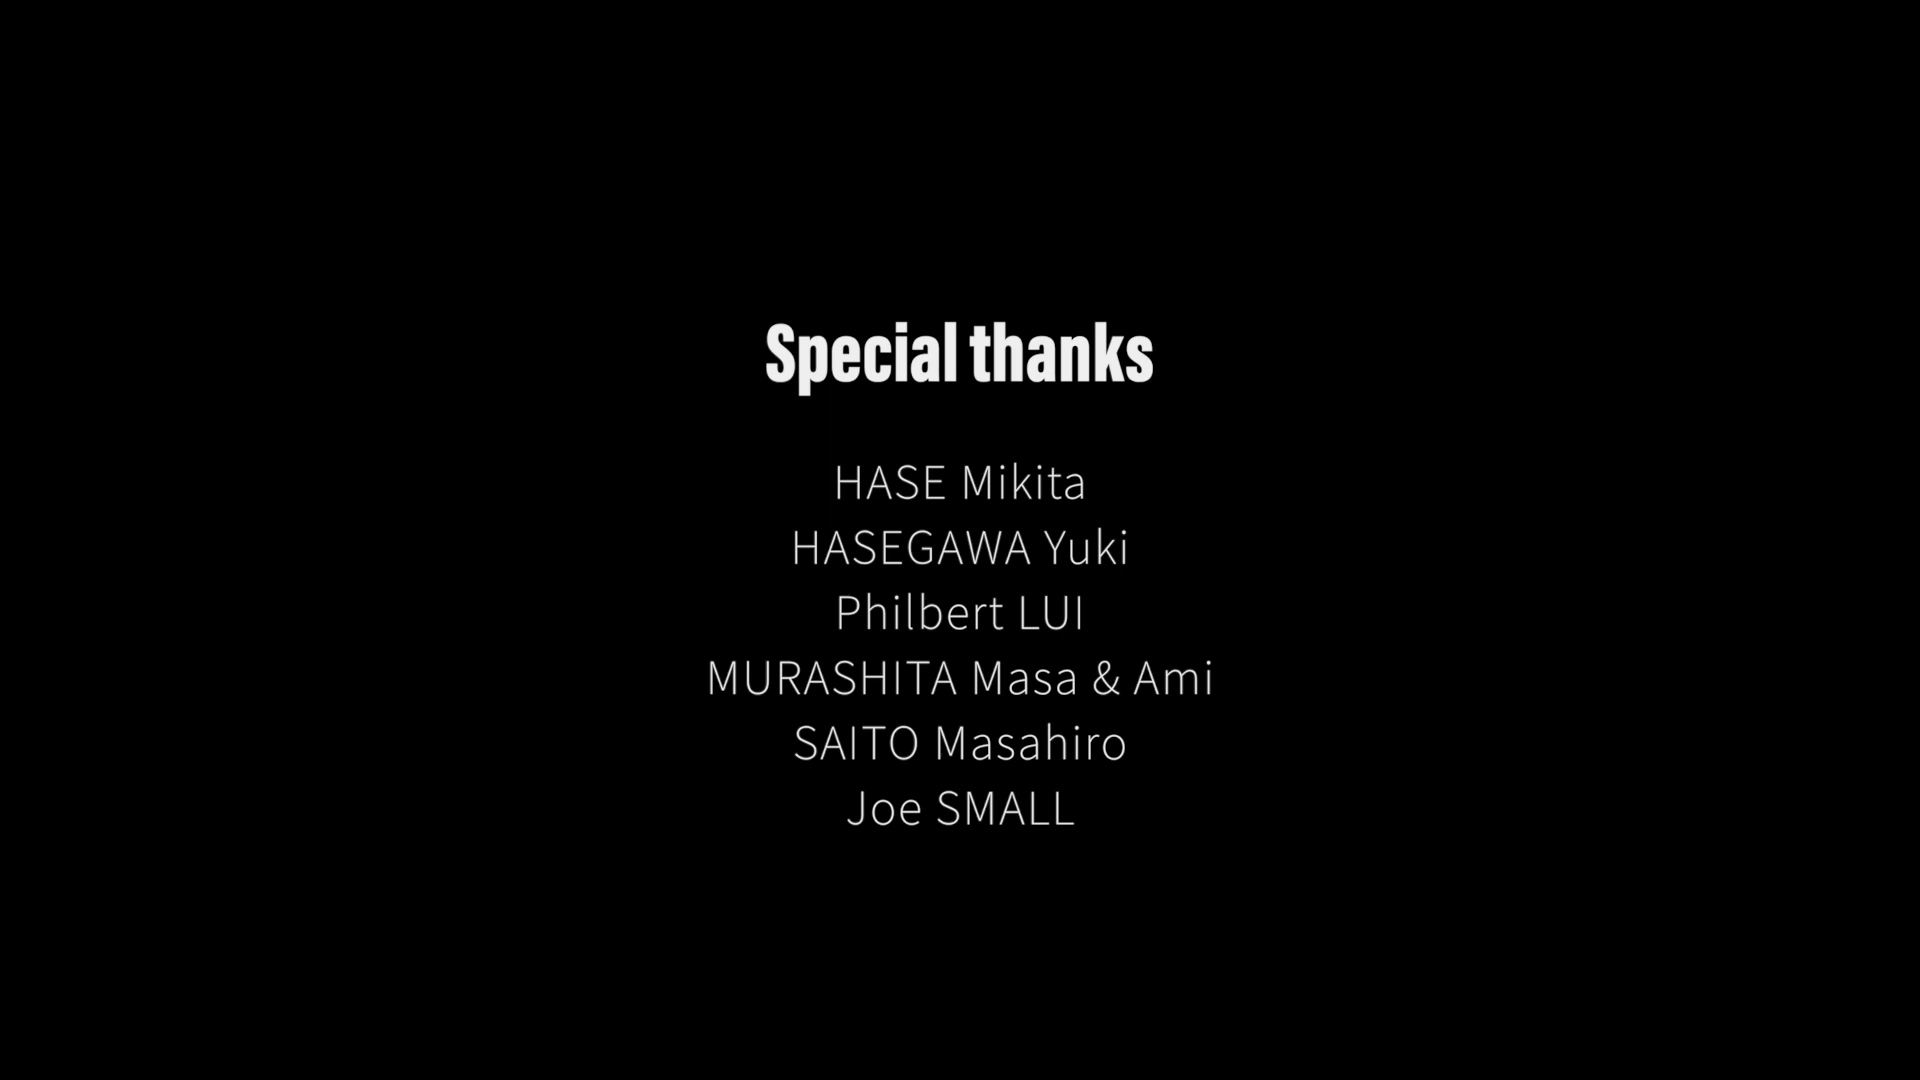 Special thanks
HASE Mikita
HASEGAWA Yuki
Philbert LUI
MURASHITA Masa & Ami
SAITO Masahiro
Joe SMALL